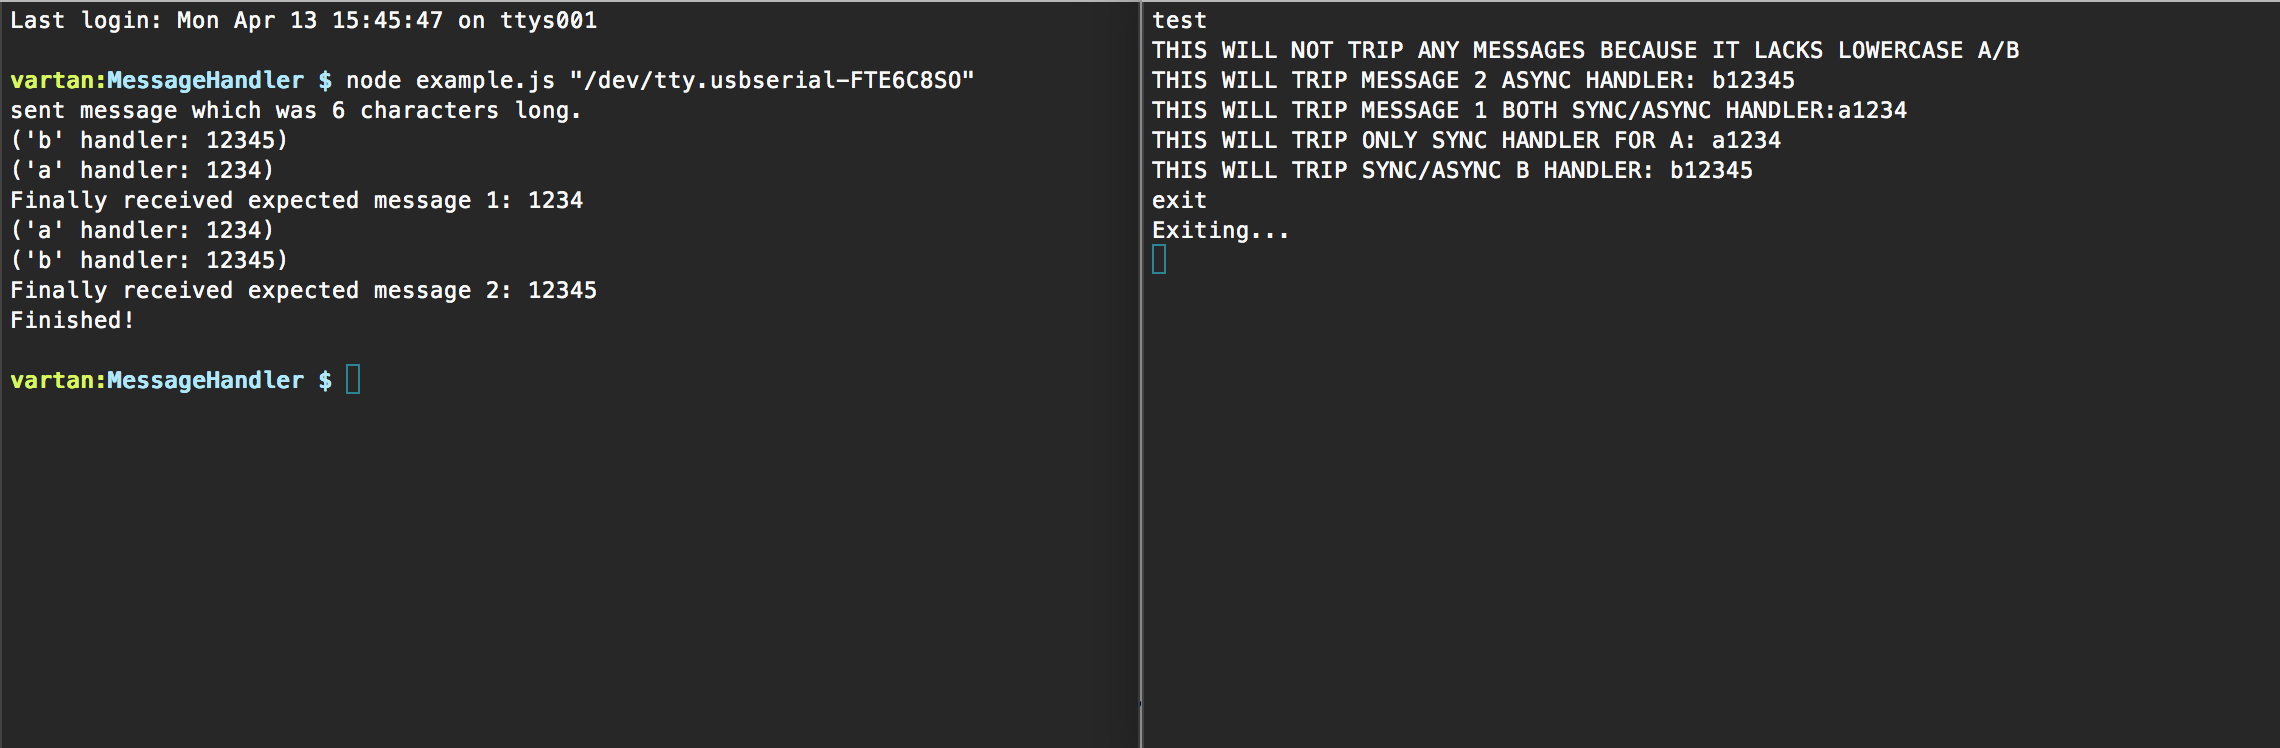 Last login: Mon Apr 13 15:45:47 on ttys001
vartan:MessageHandler $ node example.js "/dev/tty.usbserial-FTE6C8SO"
sent message which was 6 characters long.
('b' handler: 12345)
('a' handler: 1234)
Finally received expected message 1: 1234
('a' handler: 1234)
('b' handler: 12345)
Finally received expected message 2: 12345
Finished!
vartan:MessageHandler $
test
THIS WILL NOT TRIP ANY MESSAGES BECAUSE IT LACKS LOWERCASE A/B
THIS WILL TRIP MESSAGE 2 ASYNC HANDLER: b12345
THIS WILL TRIP MESSAGE 1 BOTH SYNC/ASYNC HANDLER:a1234
THIS WILL TRIP ONLY SYNC HANDLER FOR A: a1234
THIS WILL TRIP SYNC/ASYNC B HANDLER: b12345
exit
Exiting...